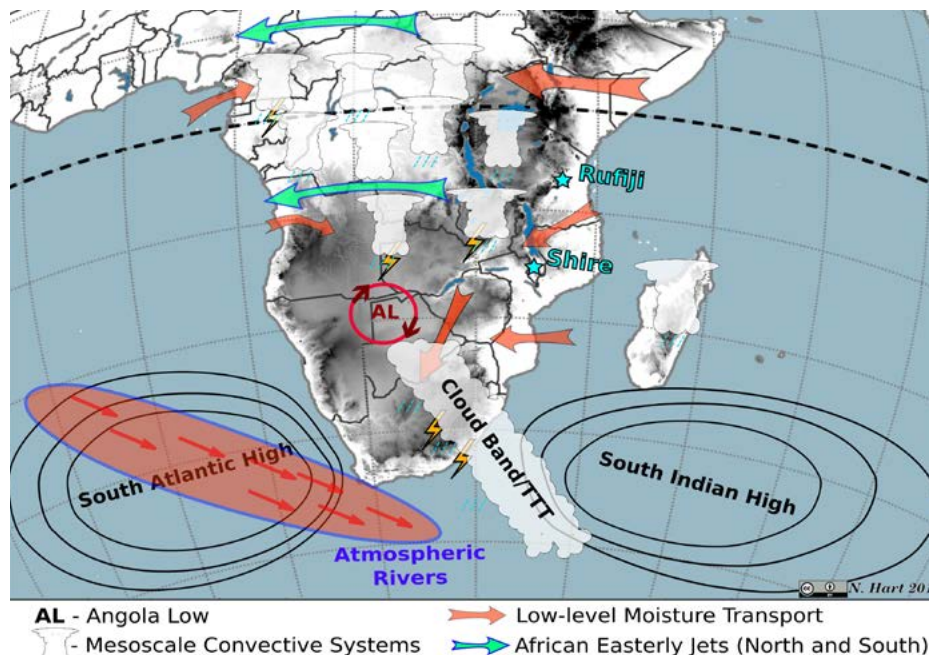 Rufiji
Shire
AL
Cloud Band/TTT
South Atlantic High
South Indian High
Atmospheric
Rivers
N. Hart 201
AL - Angola Low
Low-level Moisture Transport
- Mesoscale Convective Systems
African Easterly Jets (North and South)